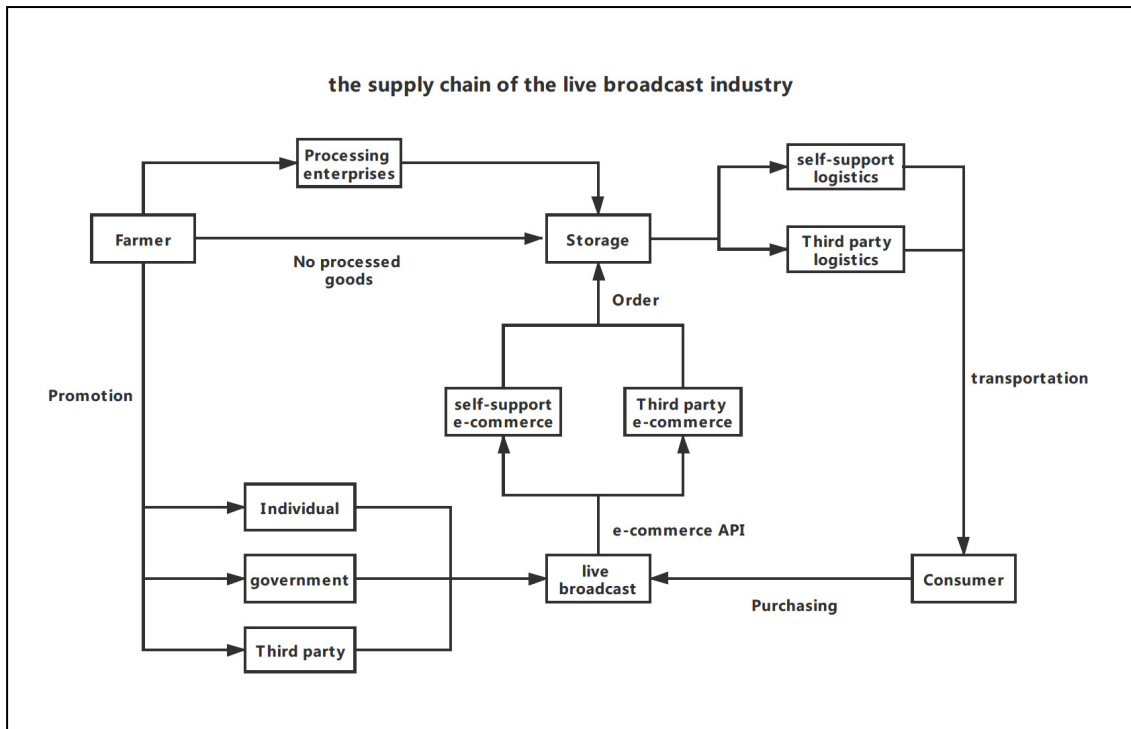 the supply chain of the live broadcast industry
Processing
enterprises
self-support
logistics
Farmer
Storage
Third party
logistics
No processed
goods
Order
Promotion
transportation
self-support
e-commerce
Third party
e-commerce
Individual
e-commerce API
government
live
broadcast
Consumer
Purchasing
Third party